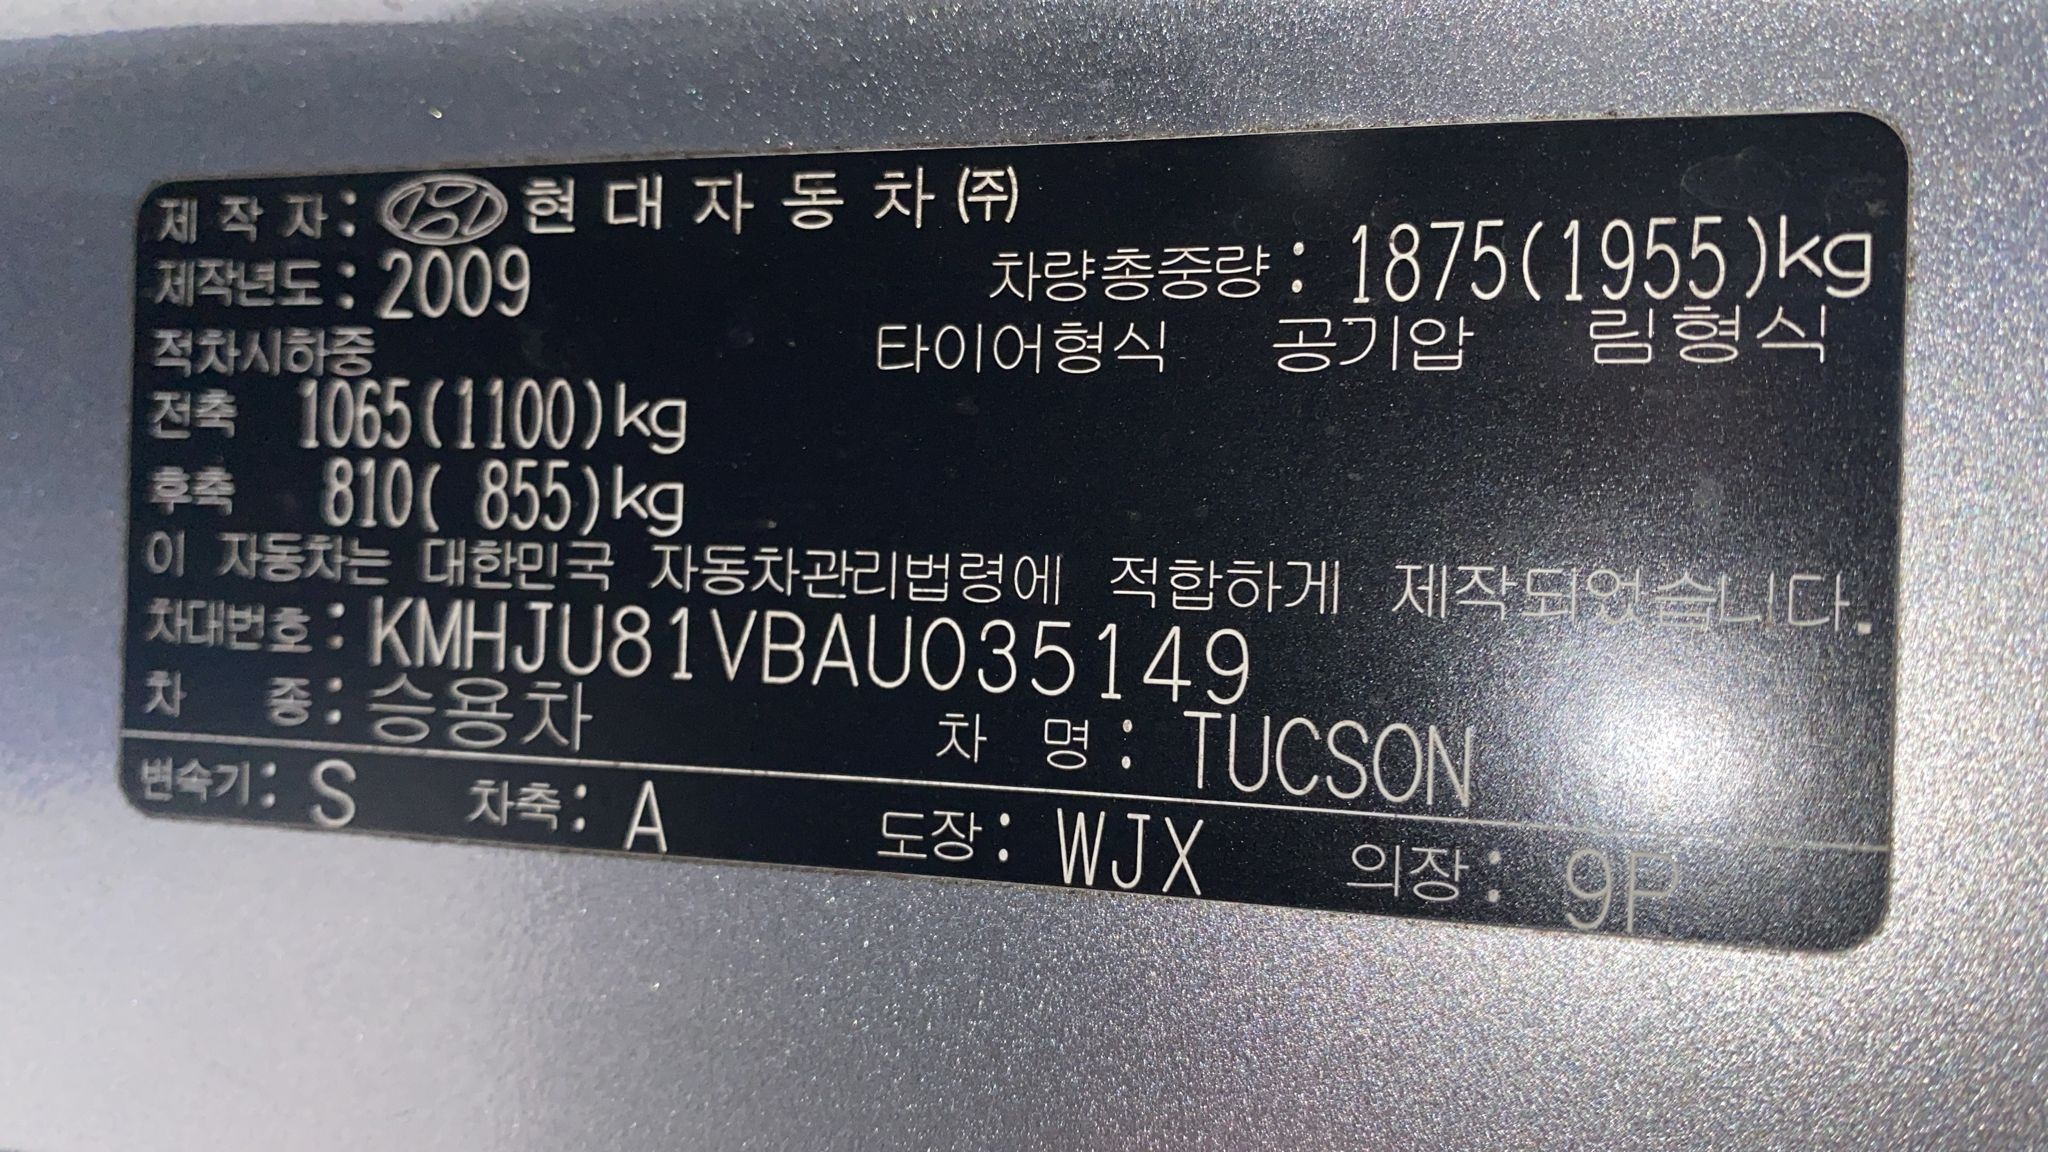 제작자: 현대자동차㈜
제작년도: 2009 차량총중량: 1875(1955)kg
적차시하중 타이어형식 공기압 림형식
전축 1065(1100)kg
후축 810( 855)kg
이 자동차는 대한민국 자동차관리법령에 적합하게 제작되었습니다.
차대번호: KMHJU81VBAU035149
차 종: 승용차 차 명: TUCSON
변속기: S 차축: A 도장: WJX 의장: 9P